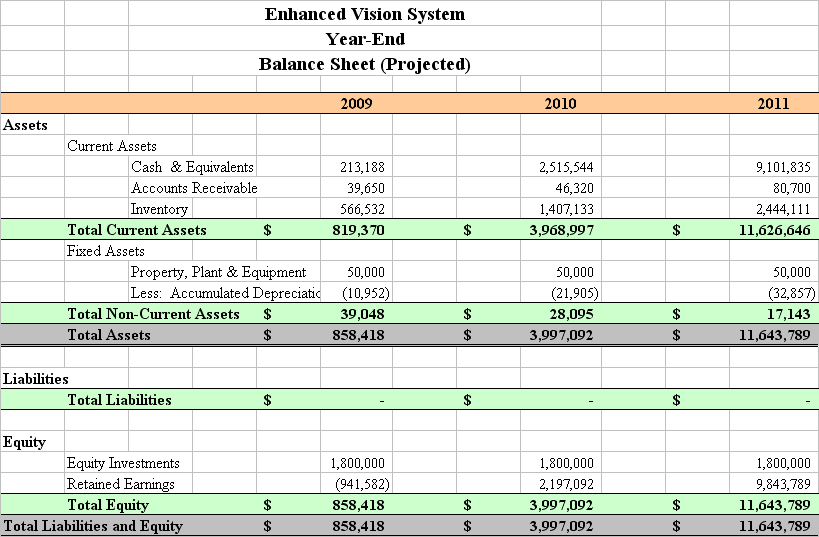 Enhanced Vision System
Year-End
Balance Sheet (Projected)
2009 2010 2011
Assets
Current Assets
Cash & Equivalents 213,188 2,515,544 9,101,835
Accounts Receivable 39,650 46,320 80,700
Inventory 566,532 1,407,133 2,444,111
Total Current Assets $ 819,370 $ 3,968,997 $ 11,626,646
Fixed Assets
Property, Plant & Equipment 50,000 50,000 50,000
Less: Accumulated Depreciatic (10,952) (21,905) (32,857)
Total Non-Current Assets $ 39,048 $ 28,095 $ 17,143
Total Assets $ 858,418 $ 3,997,092 $ 11,643,789
Liabilities
Total Liabilities $ - $ - $ -
Equity
Equity Investments 1,800,000 1,800,000 1,800,000
Retained Earnings (941,582) 2,197,092 9,843,789
Total Equity $ 858,418 $ 3,997,092 $ 11,643,789
Total Liabilities and Equity $ 858,418 $ 3,997,092 $ 11,643,789